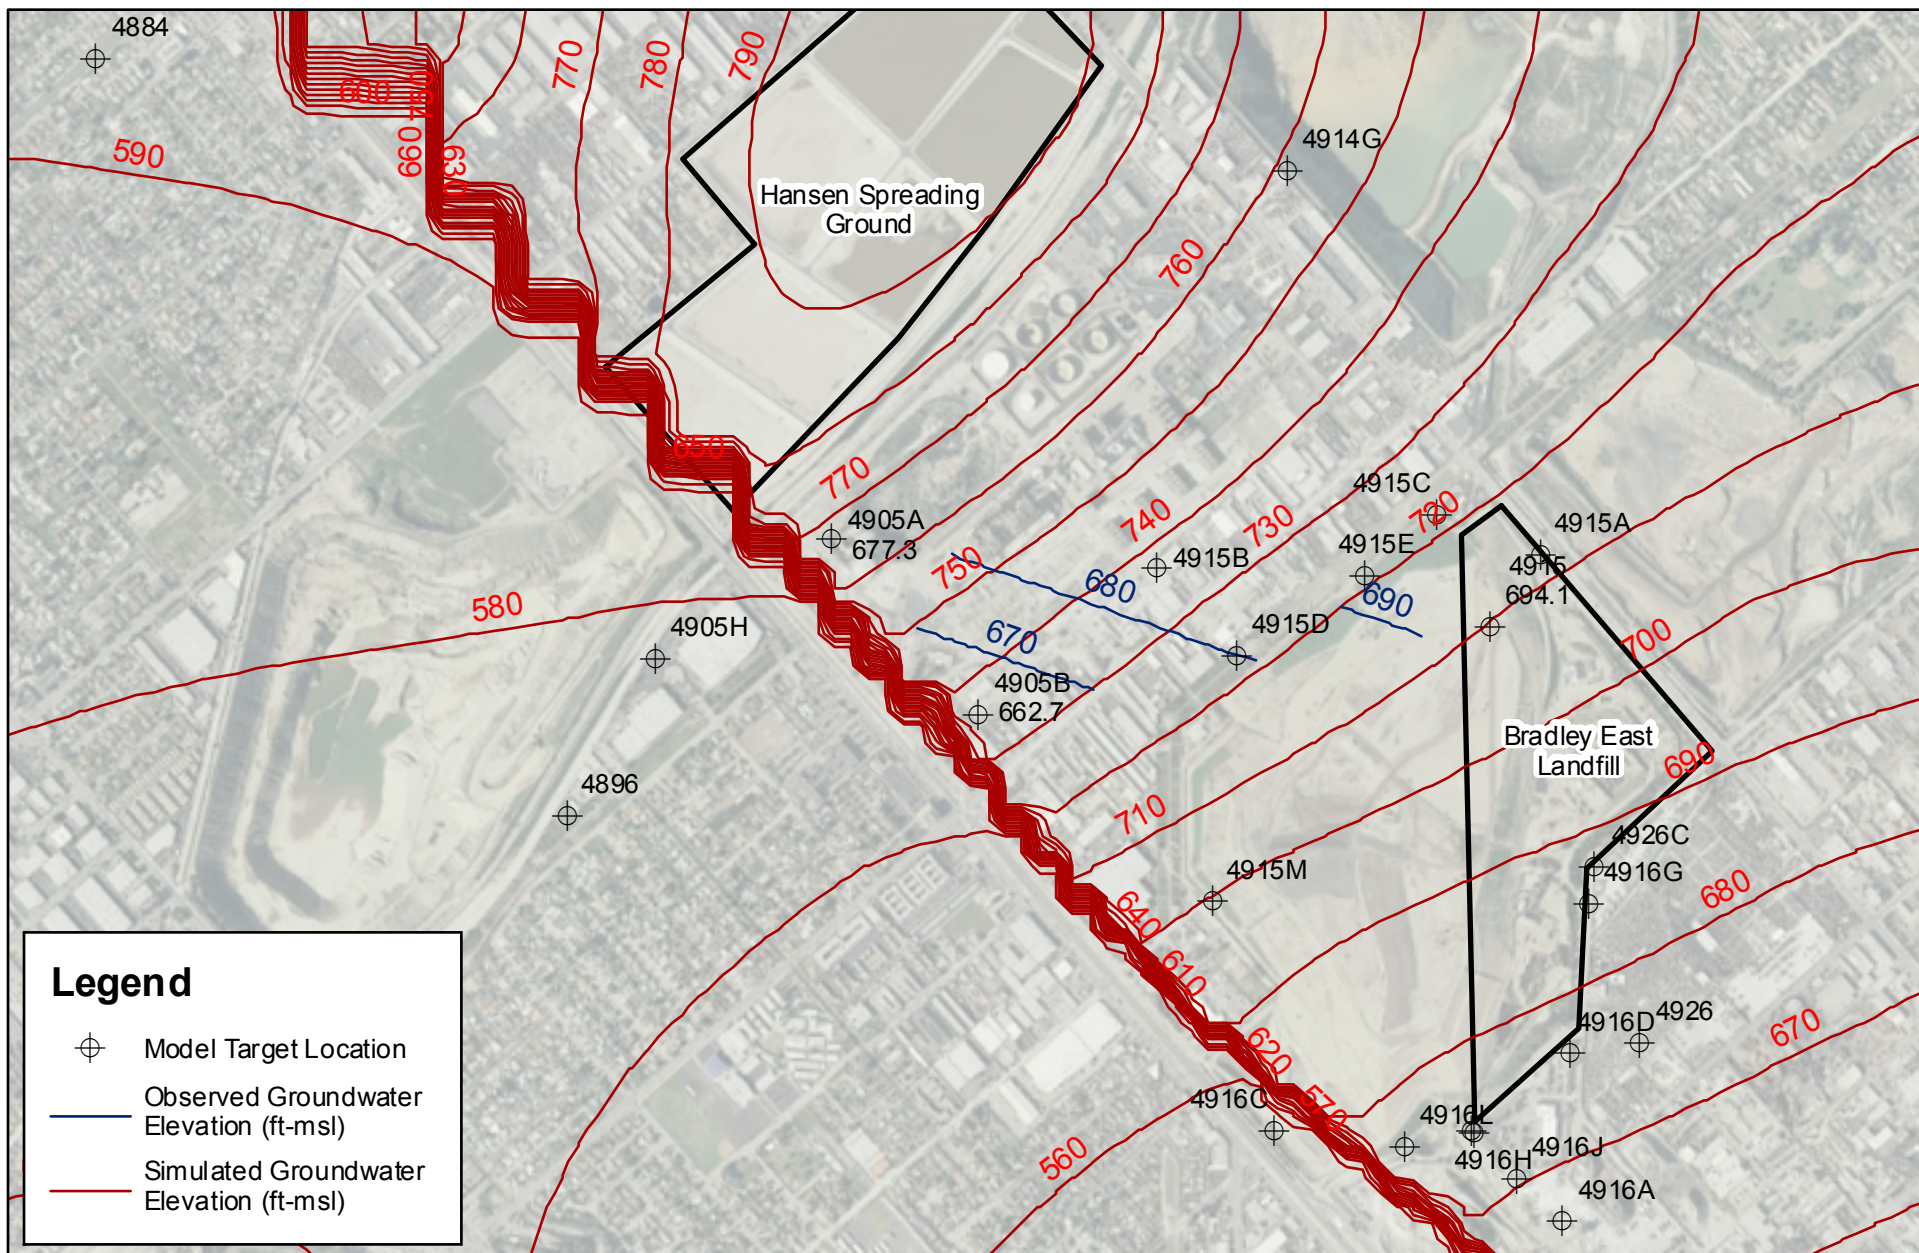 4884
770
780
790
750
600
590
660
630
4914G
Hansen Spreading
Ground
760
650
770
4905A
677.3
740
730
4915C
720
4915A
4915B
4915E
4915
694.1
750
680
690
580
4905H
670
4915D
700
4905B
662.7
Bradley East
Landfill
690
4896
710
4926C
4916G
4915M
680
640
610
4916D
4926
670
620
4916C
570
4916L
4916H
4916J
4916A
560
Legend
Model Target Location
Observed Groundwater
Elevation (ft-msl)
Simulated Groundwater
Elevation (ft-msl)